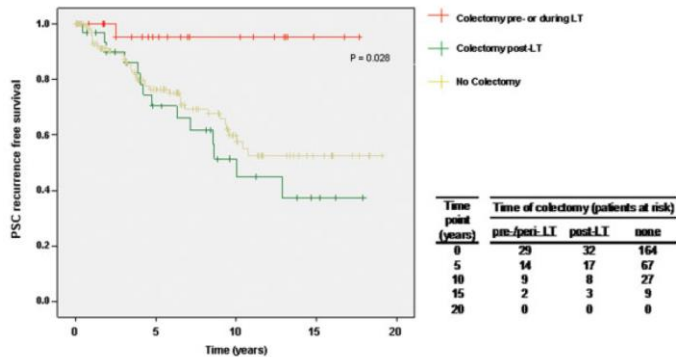 1.0
0.8
0.6
0.4
0.2
0.0
PSC recurrence free survival
0
5
10
15
20
Time (years)
P = 0.028
Colectomy pre- or during LT
Colectomy post-LT
No Colectomy
Time point (years) Time of colectomy (patients at risk)
pre-/peri- LT post-LT none
0 29 32 164
5 14 17 67
10 9 8 27
15 2 3 9
20 0 0 0